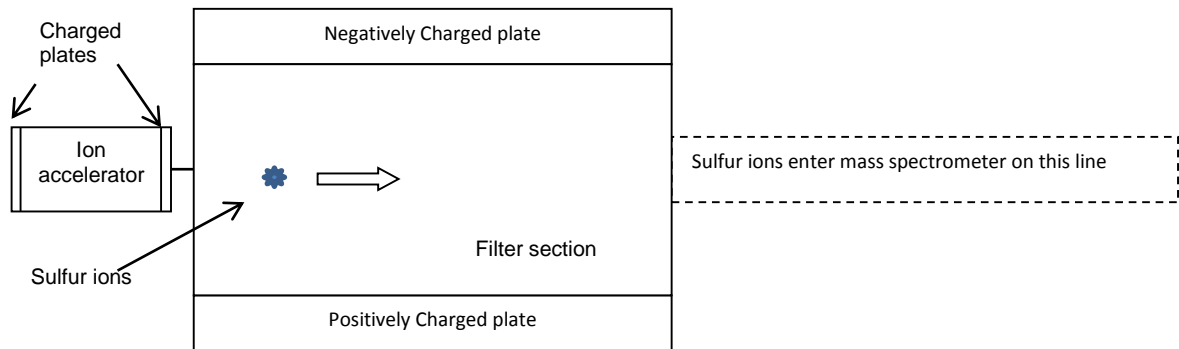 Charged
plates
Negatively Charged plate
Ion
accelerator
Sulfur ions enter mass spectrometer on this line
Filter section
Sulfur ions
Positively Charged plate